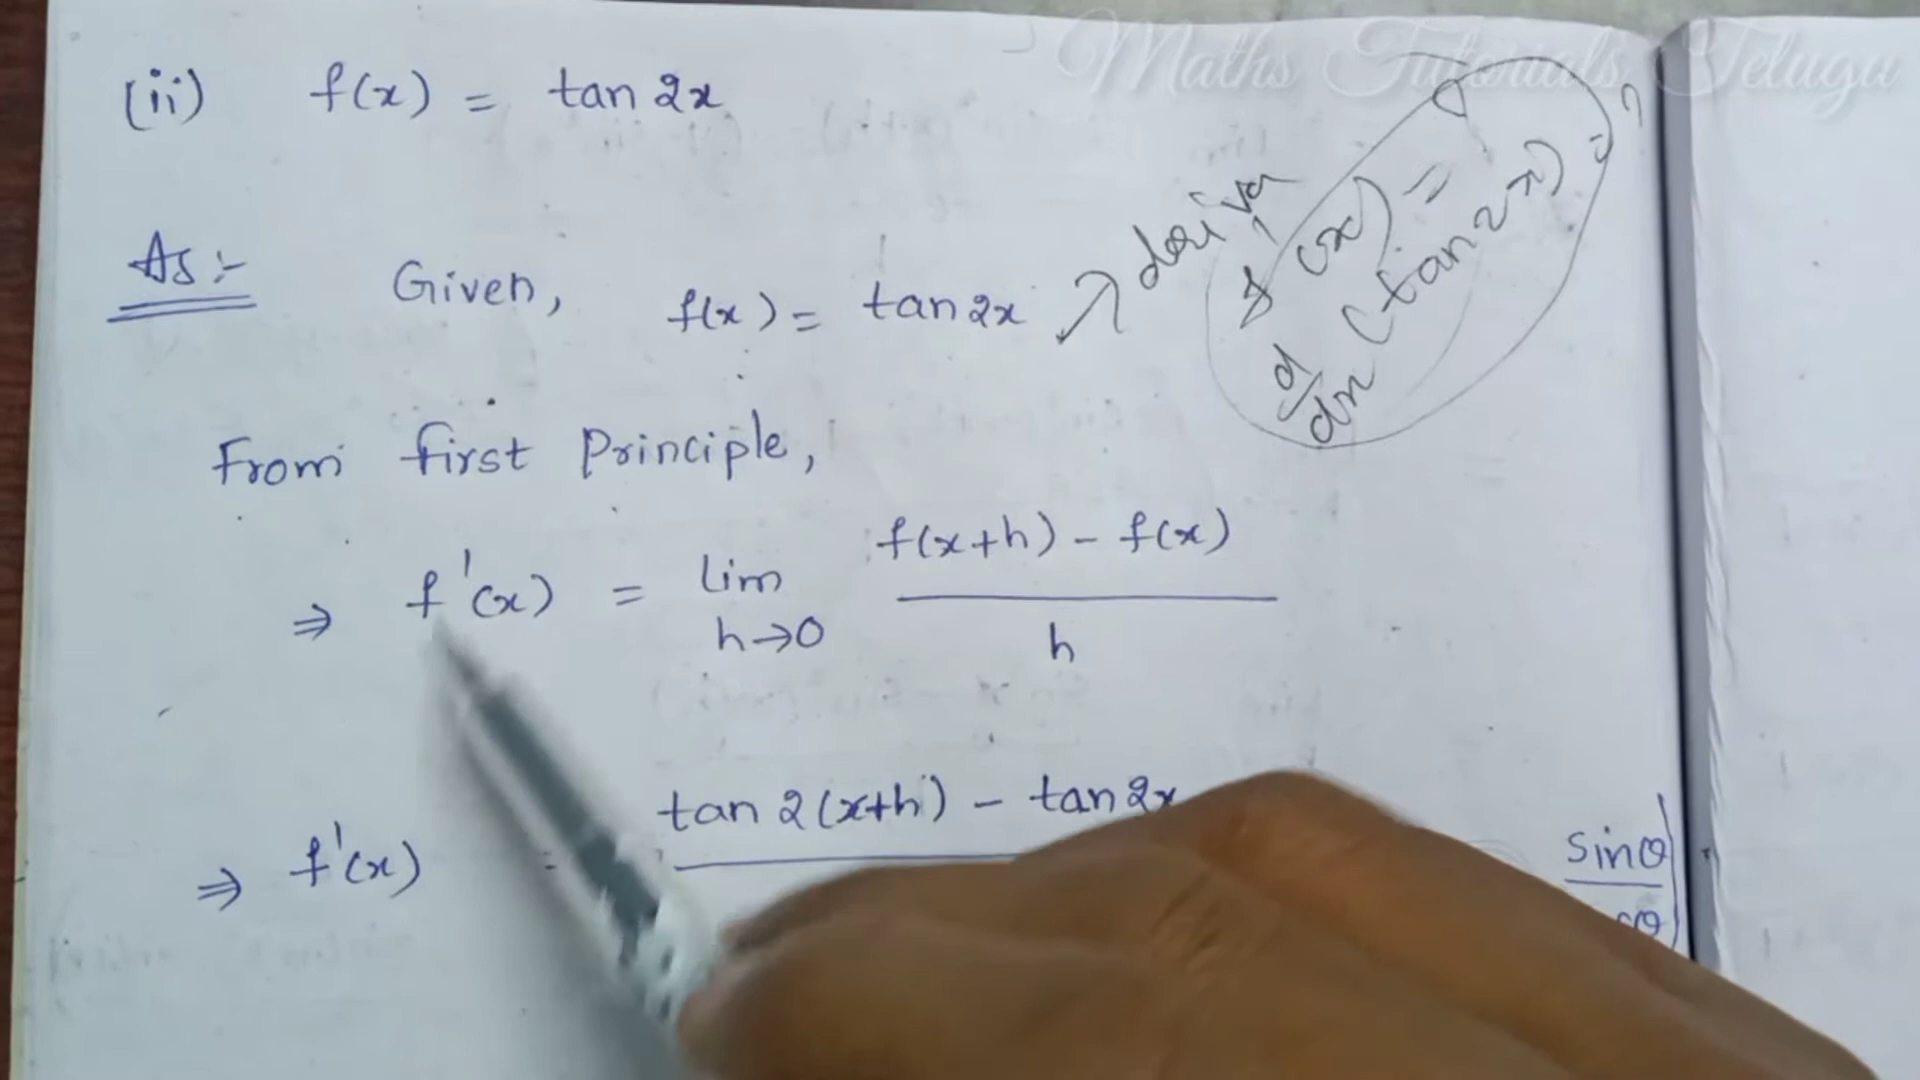 Maths Tutorials Telugu
(ii) f(x) = tan 2x
As :-
Given, f(x) = tan 2x
f'(x) =
d/dx (tan 2x) = ?
From first principle,
⇒ f'(x) = lim h→0 f(x+h) - f(x) / h
⇒ f'(x) = tan 2(x+h) - tan 2x
sinθ